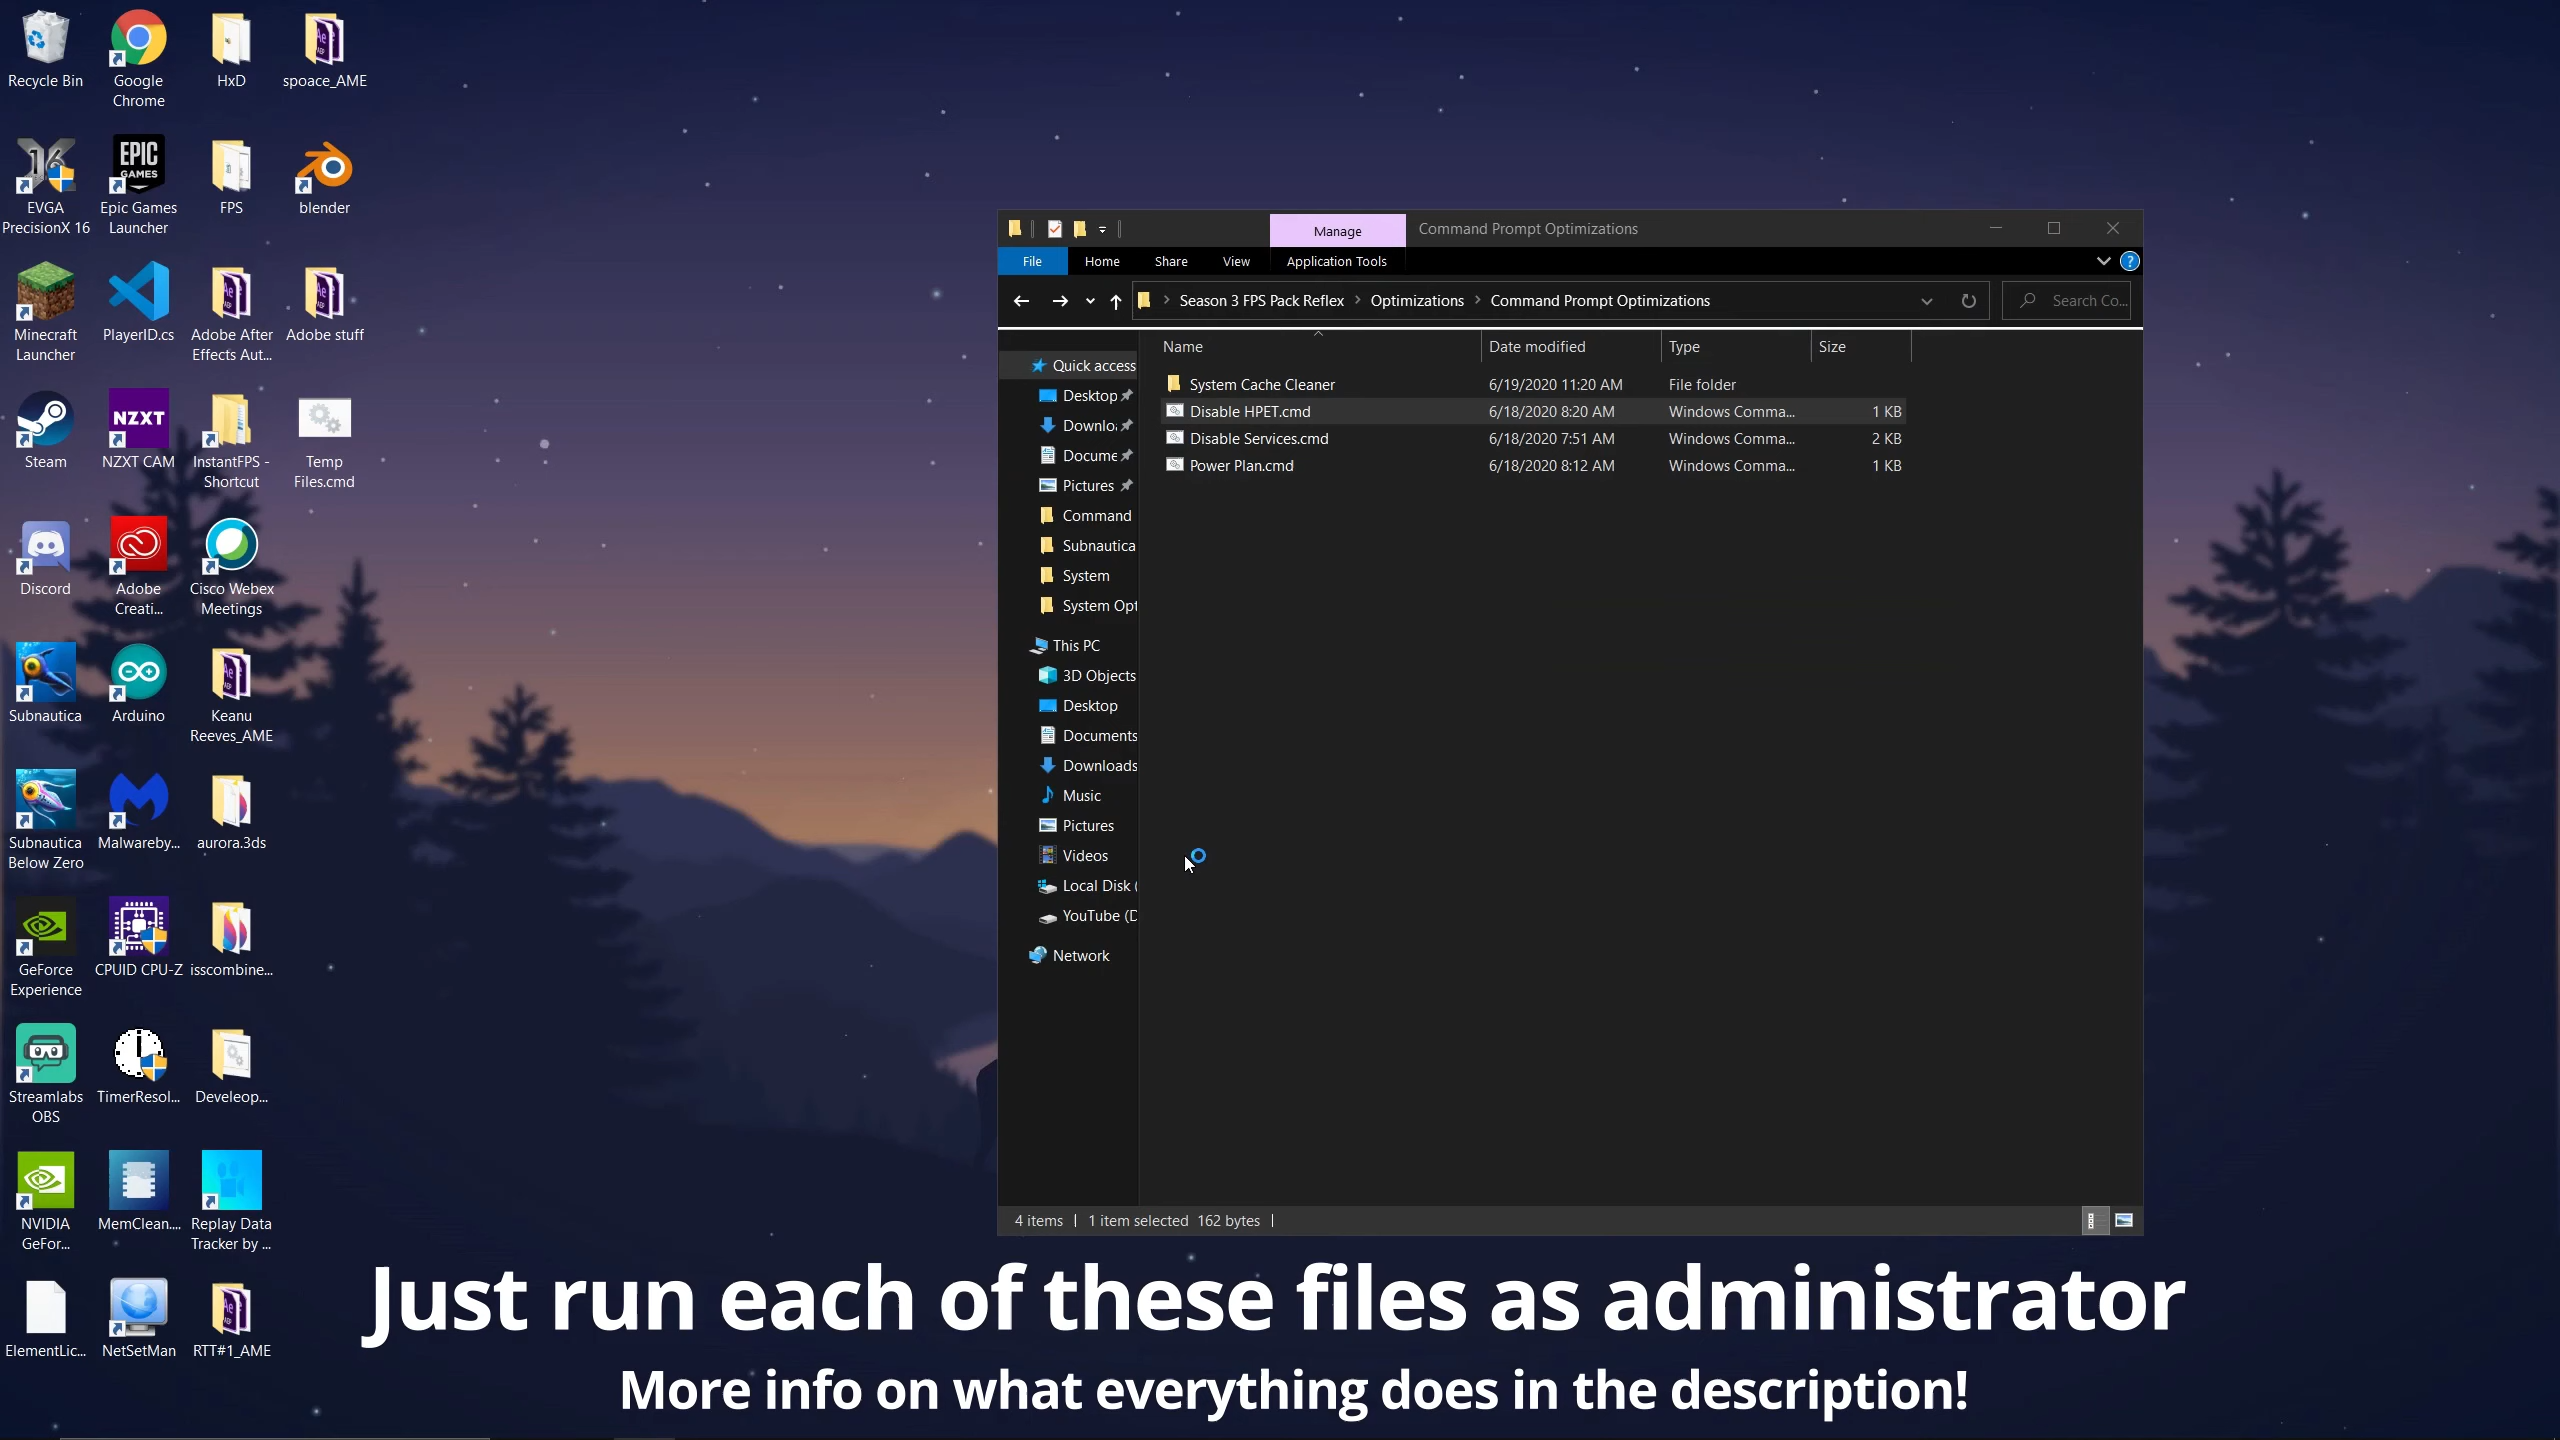 Recycle Bin
Google
Chrome
HxD
spoace_AME
EVGA
PrecisionX 16
EPIC
GAMES
Epic Games
Launcher
FPS
blender
Minecraft
Launcher
PlayerID.cs
Adobe After
Effects Aut...
Adobe stuff
Steam
NZXT
NZXT CAM
InstantFPS -
Shortcut
Temp
Files.cmd
Discord
Adobe
Creati...
Cisco Webex
Meetings
Subnautica
Arduino
Keanu
Reeves_AME
Subnautica
Below Zero
Malwareby...
aurora.3ds
GeForce
Experience
CPUID CPU-Z
isscombine...
Streamlabs
OBS
TimerResol...
Develeop...
NVIDIA
GeFor...
MemClean....
Replay Data
Tracker by ...
ElementLic...
NetSetMan
RTT#1_AME
Manage
Command Prompt Optimizations
File
Home
Share
View
Application Tools
Season 3 FPS Pack Reflex > Optimizations > Command Prompt Optimizations
Search Co...
Name
Date modified
Type
Size
System Cache Cleaner 6/19/2020 11:20 AM File folder
Disable HPET.cmd 6/18/2020 8:20 AM Windows Comma... 1 KB
Disable Services.cmd 6/18/2020 7:51 AM Windows Comma... 2 KB
Power Plan.cmd 6/18/2020 8:12 AM Windows Comma... 1 KB
Quick access
Desktop
Downlo
Docume
Pictures
Command
Subnautica
System
System Opt
This PC
3D Objects
Desktop
Documents
Downloads
Music
Pictures
Videos
Local Disk (
YouTube (D
Network
4 items | 1 item selected 162 bytes |
Just run each of these files as administrator
More info on what everything does in the description!